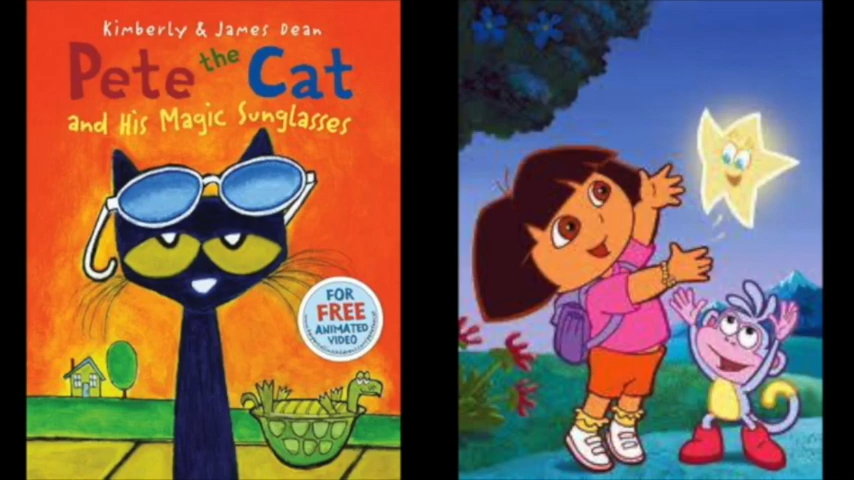 Kimberly & James Dean
Pete the Cat
and His Magic Sunglasses
FOR
FREE
ANIMATED
VIDEO